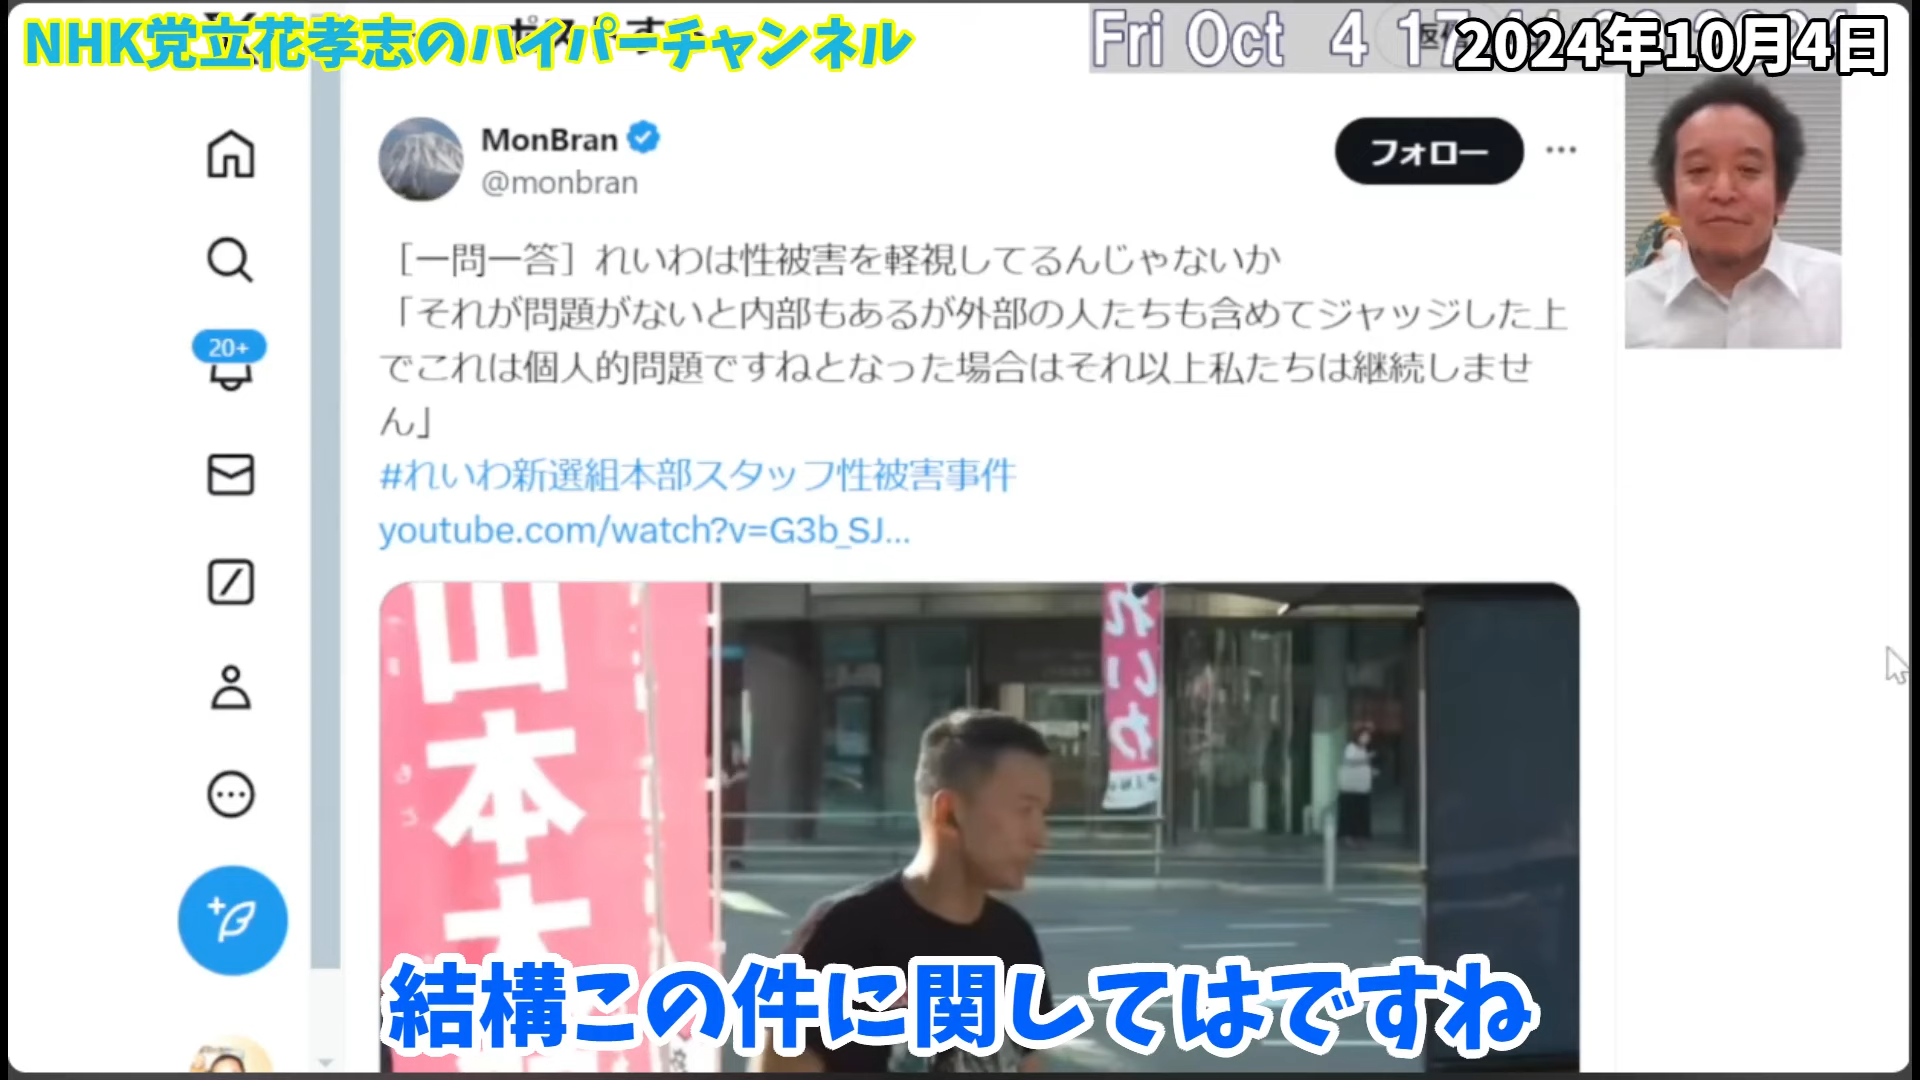 NHK党立花孝志のハイパーチャンネル
Fri Oct 4 17
2024年10月4日
MonBran
@monbran
フォロー
[一問一答] れいわは性被害を軽視してるんじゃないか
「それが問題がないと内部もあるが外部の人たちも含めてジャッジした上
でこれは個人的問題ですねとなった場合はそれ以上私たちは継続しませ
ん」
#れいわ新選組本部スタッフ性被害事件
youtube.com/watch?v=G3b_SJ...
20+
山本太
れいわ
結構この件に関してはですね